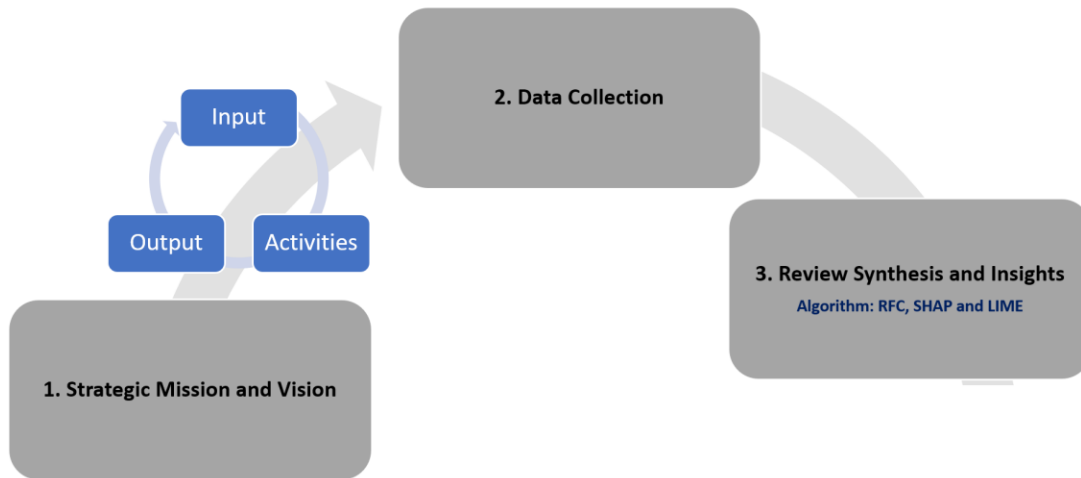 2. Data Collection
Input
Output
Activities
3. Review Synthesis and Insights
Algorithm: RFC, SHAP and LIME
1. Strategic Mission and Vision